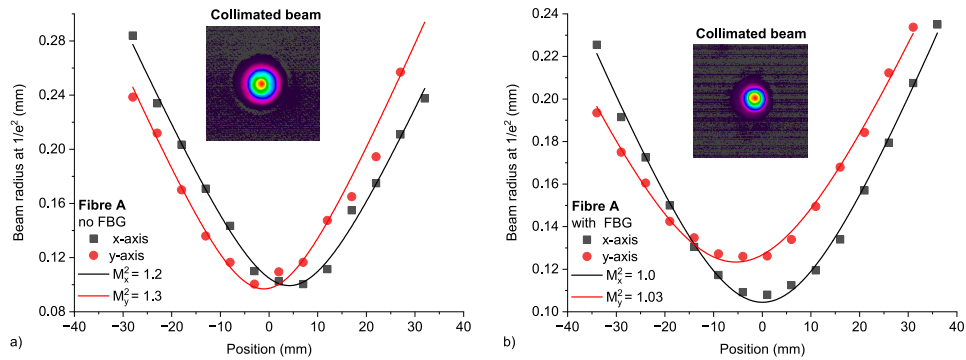 Collimated beam
0.28
0.24
0.20
0.16
0.12
0.08
Beam radius at 1/e² (mm)
Fibre A
no FBG
x-axis
y-axis
M²ₓ = 1.2
M²ᵧ = 1.3
−40 −30 −20 −10 0 10 20 30 40
a) Position (mm)
Collimated beam
0.24
0.22
0.20
0.18
0.16
0.14
0.12
0.10
Beam radius at 1/e² (mm)
Fibre A
with FBG
x-axis
y-axis
M²ₓ = 1.0
M²ᵧ = 1.03
−40 −30 −20 −10 0 10 20 30 40
b) Position (mm)